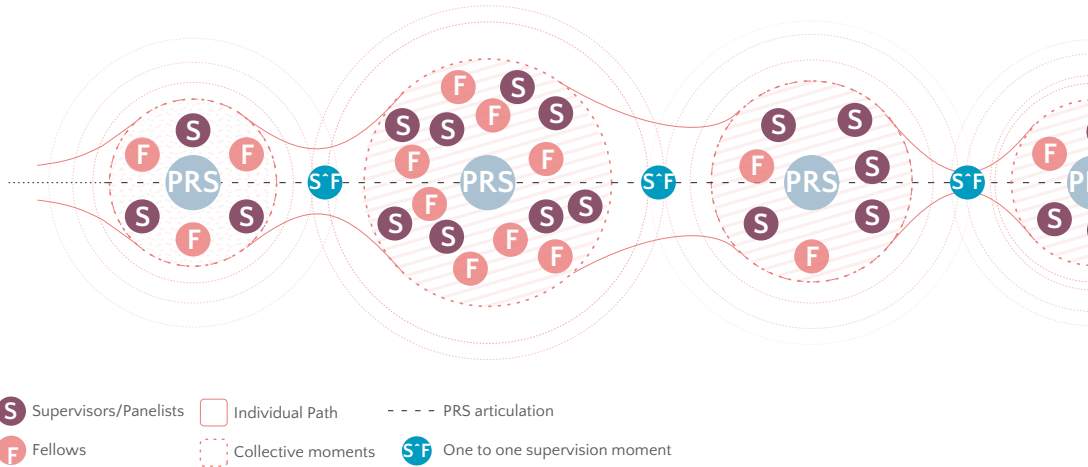 S
F
F
PRS
S
S
F
S^F
F
S
F
S
S
S
F
F
PRS
F
S
S
S
S
F
F
F
S^F
S
S
F
S
PRS
S
S
F
S^F
F
S
S Supervisors/Panelists
Individual Path
PRS articulation
F Fellows
Collective moments
S^F One to one supervision moment